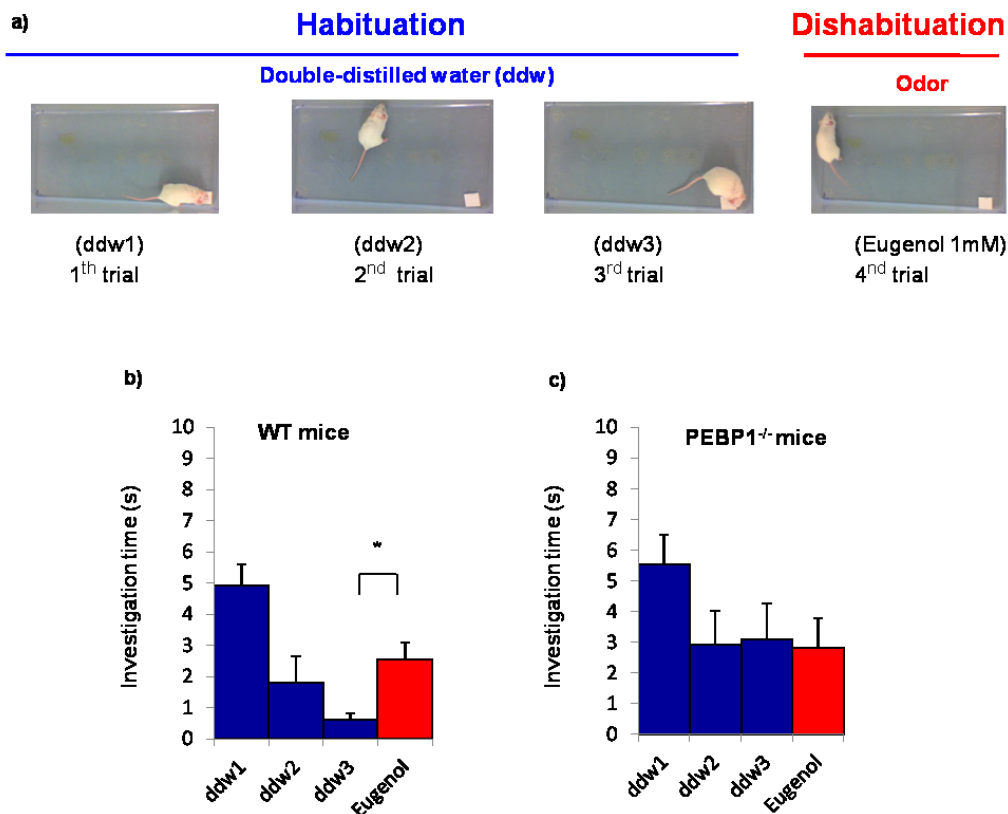 a)
Habituation
Dishabituation
Double-distilled water (ddw)
Odor
(ddw1)
(ddw2)
(ddw3)
(Eugenol 1mM)
1th trial
2nd trial
3rd trial
4nd trial
b)
WT mice
Investigation time (s)
10
9
8
7
6
5
4
3
2
1
0
*
ddw1
ddw2
ddw3
Eugenol
c)
PEBP1-/- mice
Investigation time (s)
10
9
8
7
6
5
4
3
2
1
0
ddw1
ddw2
ddw3
Eugenol